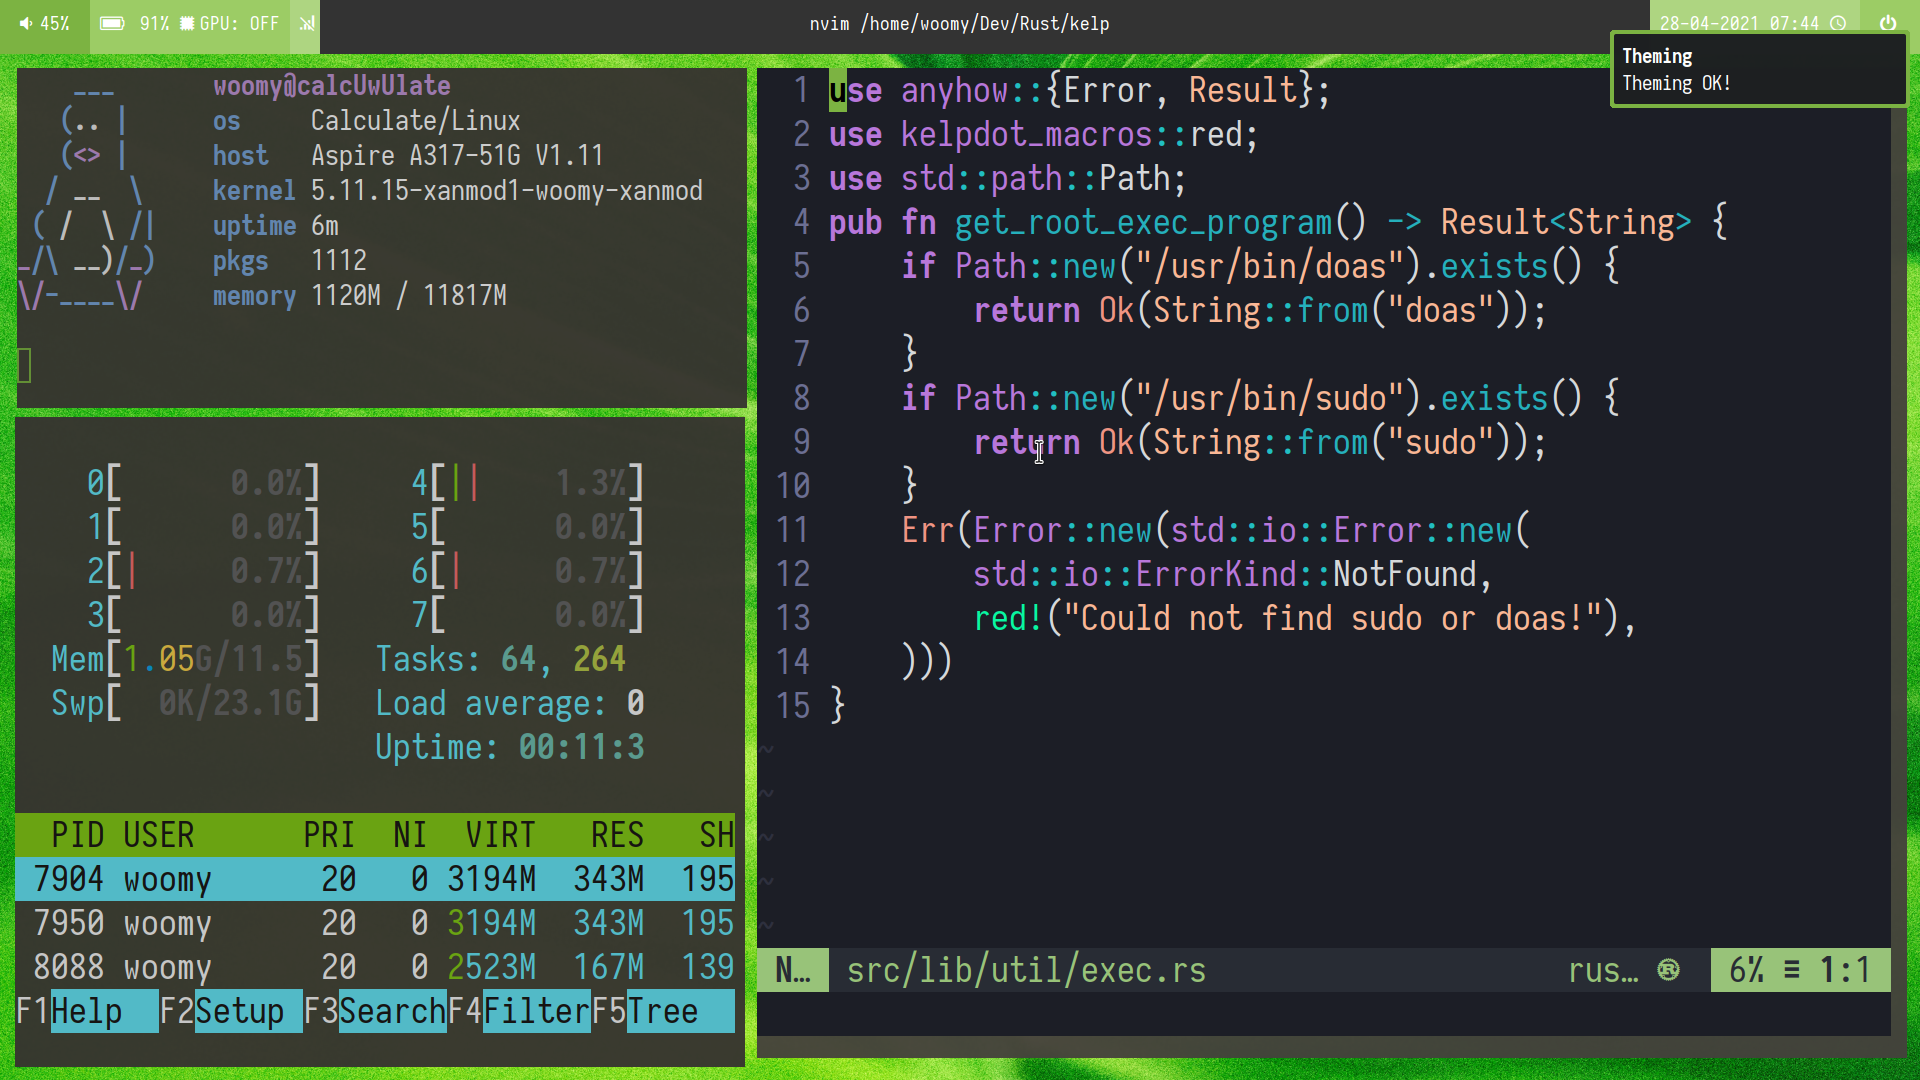 45% 91% GPU: OFF
nvim /home/woomy/Dev/Rust/kelp
28-04-2021 07:44
Theming
Theming OK!
woomy@calcUwUlate
os Calculate/Linux
host Aspire A317-51G V1.11
kernel 5.11.15-xanmod1-woomy-xanmod
uptime 6m
pkgs 1112
memory 1120M / 11817M
0[ 0.0%] 4[|| 1.3%]
1[ 0.0%] 5[ 0.0%]
2[| 0.7%] 6[| 0.7%]
3[ 0.0%] 7[ 0.0%]
Mem[1.05G/11.5] Tasks: 64, 264
Swp[ 0K/23.1G] Load average: 0
Uptime: 00:11:3
PID USER PRI NI VIRT RES SH
7904 woomy 20 0 3194M 343M 195
7950 woomy 20 0 3194M 343M 195
8088 woomy 20 0 2523M 167M 139
F1Help F2Setup F3SearchF4FilterF5Tree
1 use anyhow::{Error, Result};
2 use kelpdot_macros::red;
3 use std::path::Path;
4 pub fn get_root_exec_program() -> Result<String> {
5     if Path::new("/usr/bin/doas").exists() {
6         return Ok(String::from("doas"));
7     }
8     if Path::new("/usr/bin/sudo").exists() {
9         return Ok(String::from("sudo"));
10     }
11     Err(Error::new(std::io::Error::new(
12         std::io::ErrorKind::NotFound,
13         red!("Could not find sudo or doas!"),
14     )))
15 }
~
~
~
~
~
N… src/lib/util/exec.rs rus… 6% ≡ 1:1